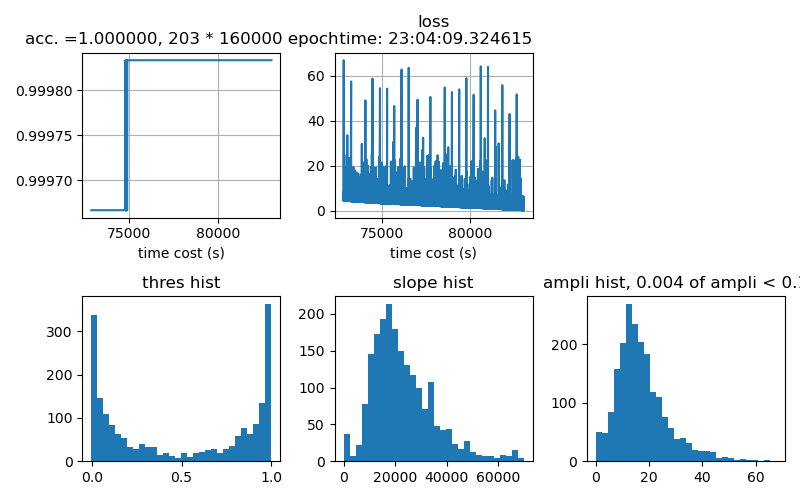 loss
acc. =1.000000, 203 * 160000 epochtime: 23:04:09.324615
0.99980
0.99975
0.99970
75000 80000
time cost (s)
60
40
20
0
75000 80000
time cost (s)
thres hist
300
200
100
0
0.0 0.5 1.0
slope hist
200
150
100
50
0
0 20000 40000 60000
ampli hist, 0.004 of ampli < 0.
200
100
0
0 20 40 60